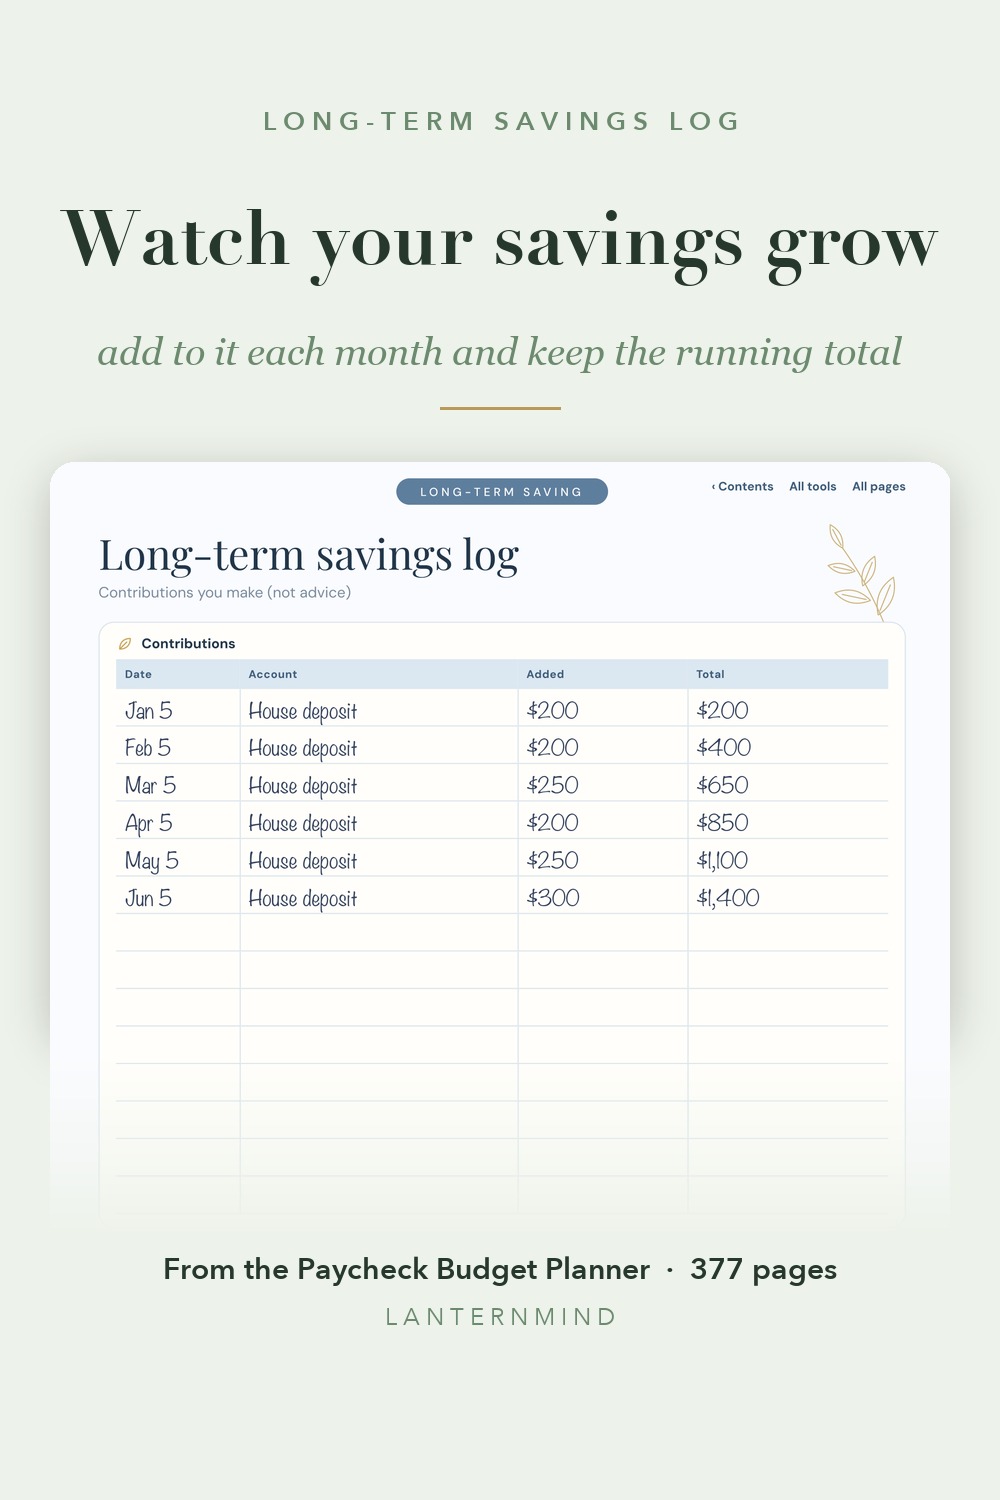 LONG-TERM SAVINGS LOG
Watch your savings grow
add to it each month and keep the running total
LONG-TERM SAVING
‹ Contents All tools All pages
Long-term savings log
Contributions you make (not advice)
Contributions
Date Account Added Total
Jan 5 House deposit $200 $200
Feb 5 House deposit $200 $400
Mar 5 House deposit $250 $650
Apr 5 House deposit $200 $850
May 5 House deposit $250 $1,100
Jun 5 House deposit $300 $1,400
From the Paycheck Budget Planner · 377 pages
LANTERNMIND